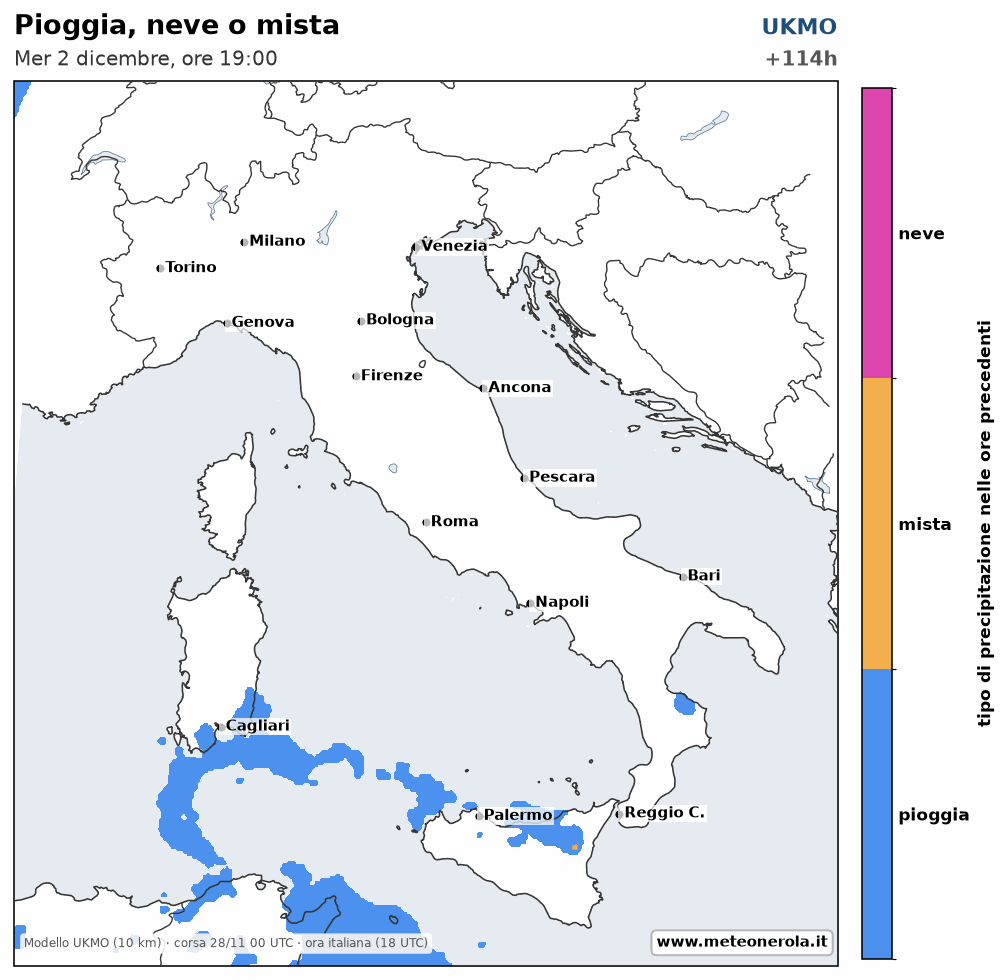 Pioggia, neve o mista
UKMO
Mer 2 dicembre, ore 19:00
+114h
neve
Milano
Venezia
Torino
Bologna
Genova
Firenze
Ancona
Pescara
Roma
mista
Bari
Napoli
Cagliari
Palermo
Reggio C.
pioggia
tipo di precipitazione nelle ore precedenti
Modello UKMO (10 km) · corsa 28/11 00 UTC · ora italiana (18 UTC)
www.meteonerola.it